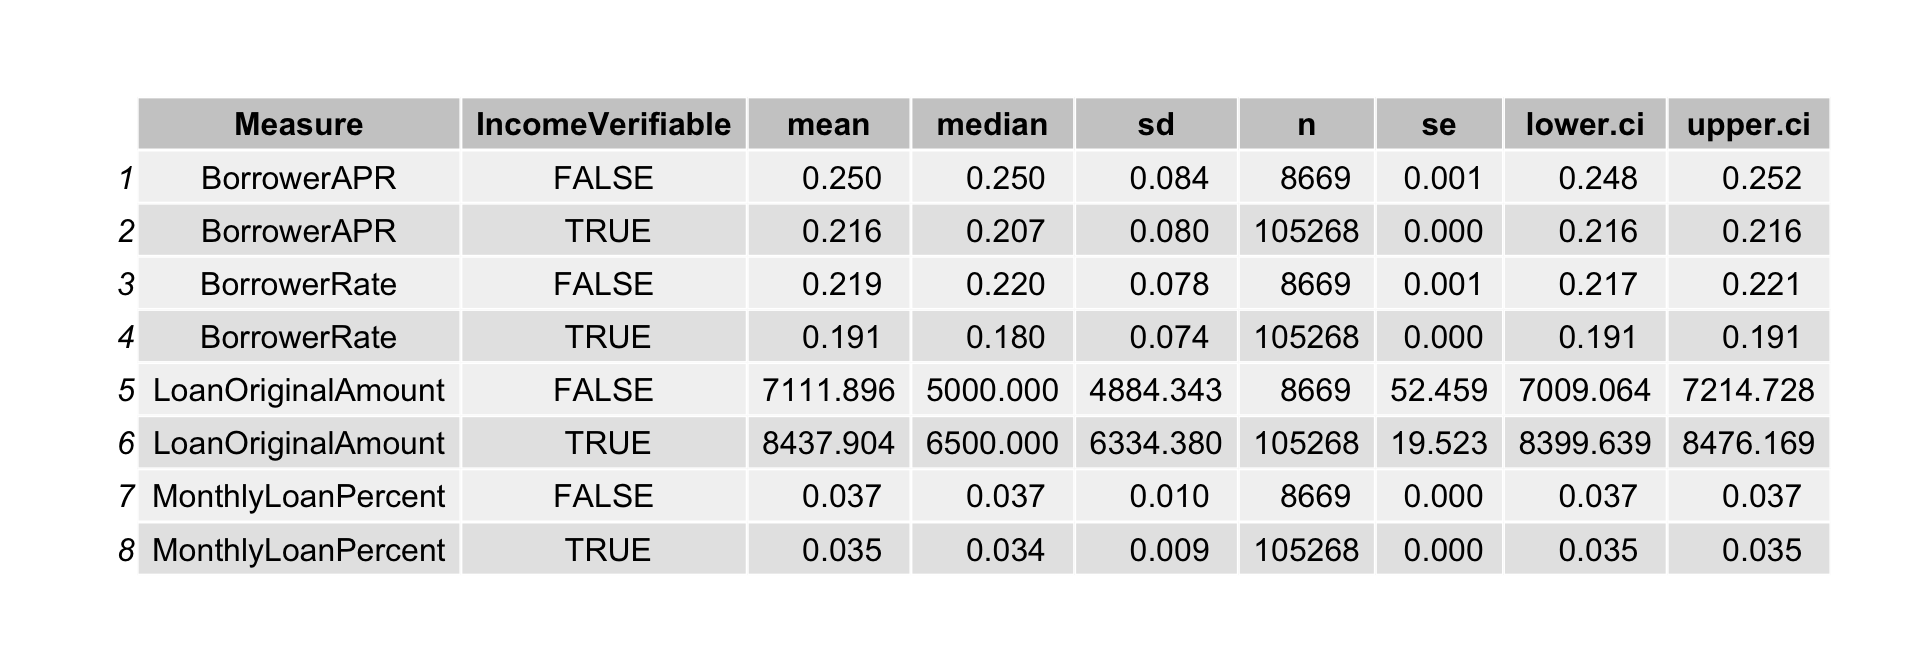 Measure IncomeVerifiable mean median sd n se lower.ci upper.ci
1 BorrowerAPR FALSE 0.250 0.250 0.084 8669 0.001 0.248 0.252
2 BorrowerAPR TRUE 0.216 0.207 0.080 105268 0.000 0.216 0.216
3 BorrowerRate FALSE 0.219 0.220 0.078 8669 0.001 0.217 0.221
4 BorrowerRate TRUE 0.191 0.180 0.074 105268 0.000 0.191 0.191
5 LoanOriginalAmount FALSE 7111.896 5000.000 4884.343 8669 52.459 7009.064 7214.728
6 LoanOriginalAmount TRUE 8437.904 6500.000 6334.380 105268 19.523 8399.639 8476.169
7 MonthlyLoanPercent FALSE 0.037 0.037 0.010 8669 0.000 0.037 0.037
8 MonthlyLoanPercent TRUE 0.035 0.034 0.009 105268 0.000 0.035 0.035